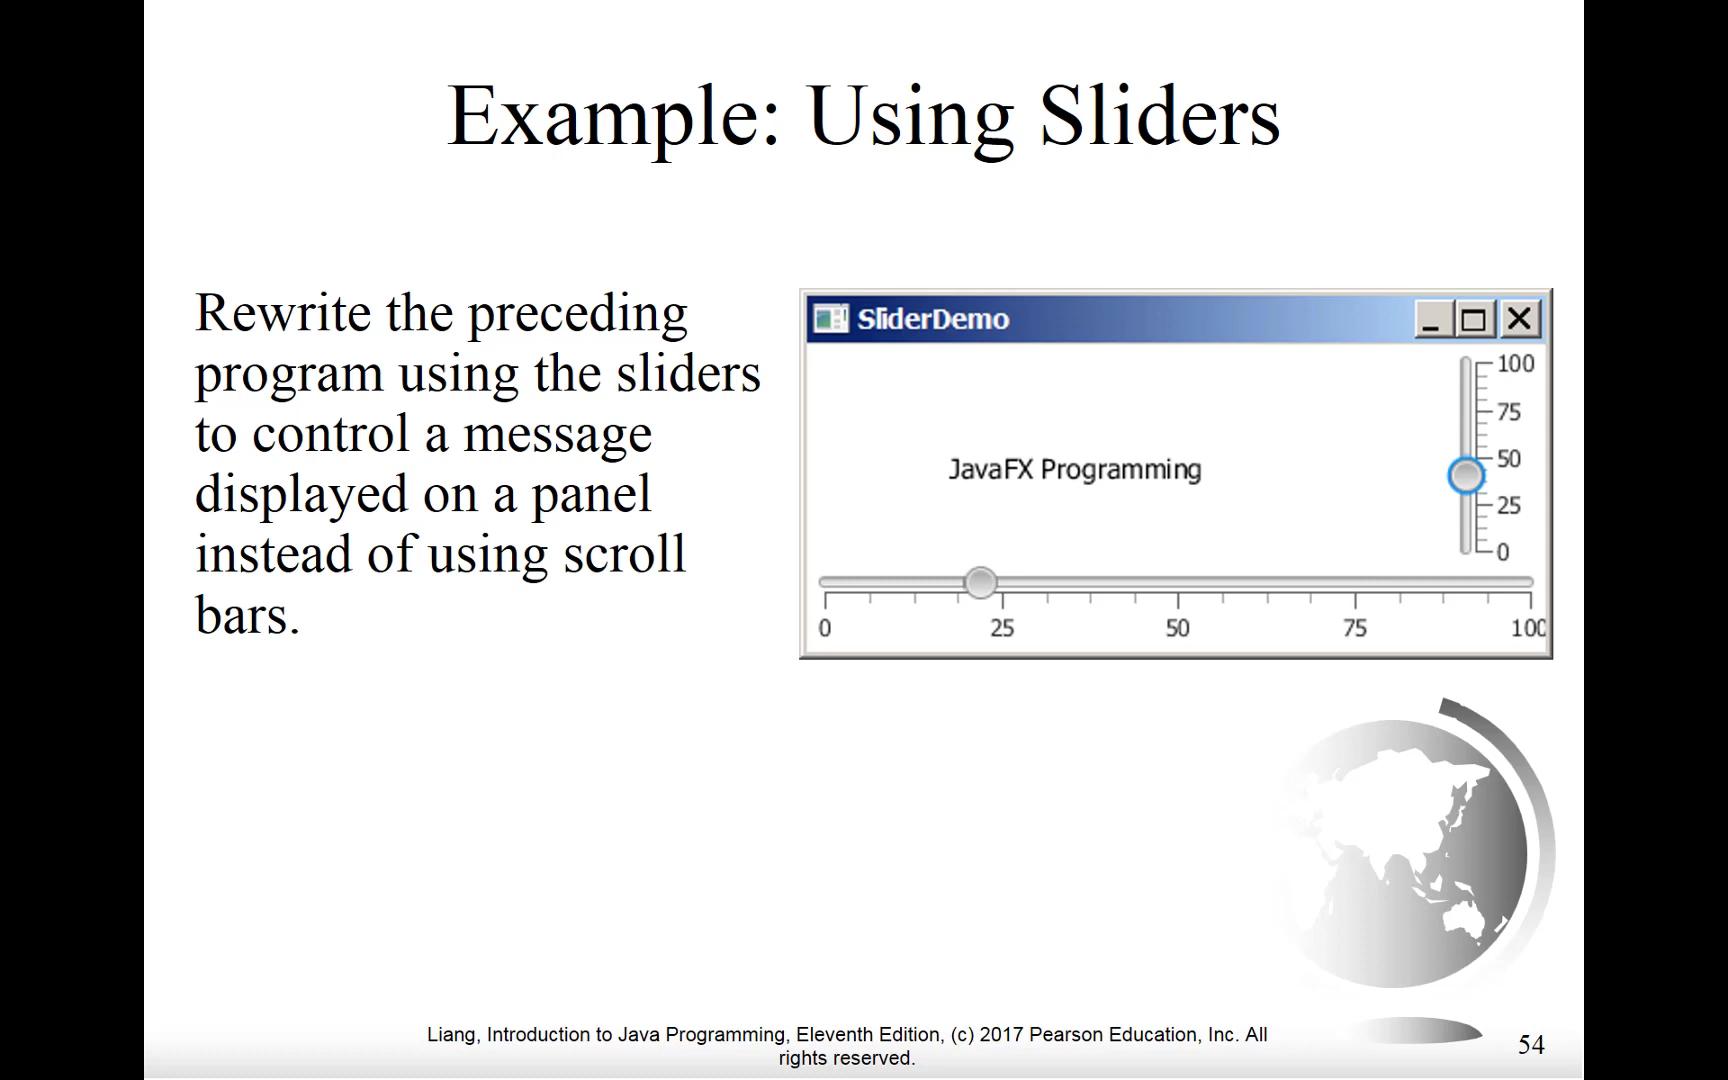 Example: Using Sliders
Rewrite the preceding
program using the sliders
to control a message
displayed on a panel
instead of using scroll
bars.
SliderDemo
JavaFX Programming
100
75
50
25
0
0 25 50 75 100
Liang, Introduction to Java Programming, Eleventh Edition, (c) 2017 Pearson Education, Inc. All
rights reserved.
54